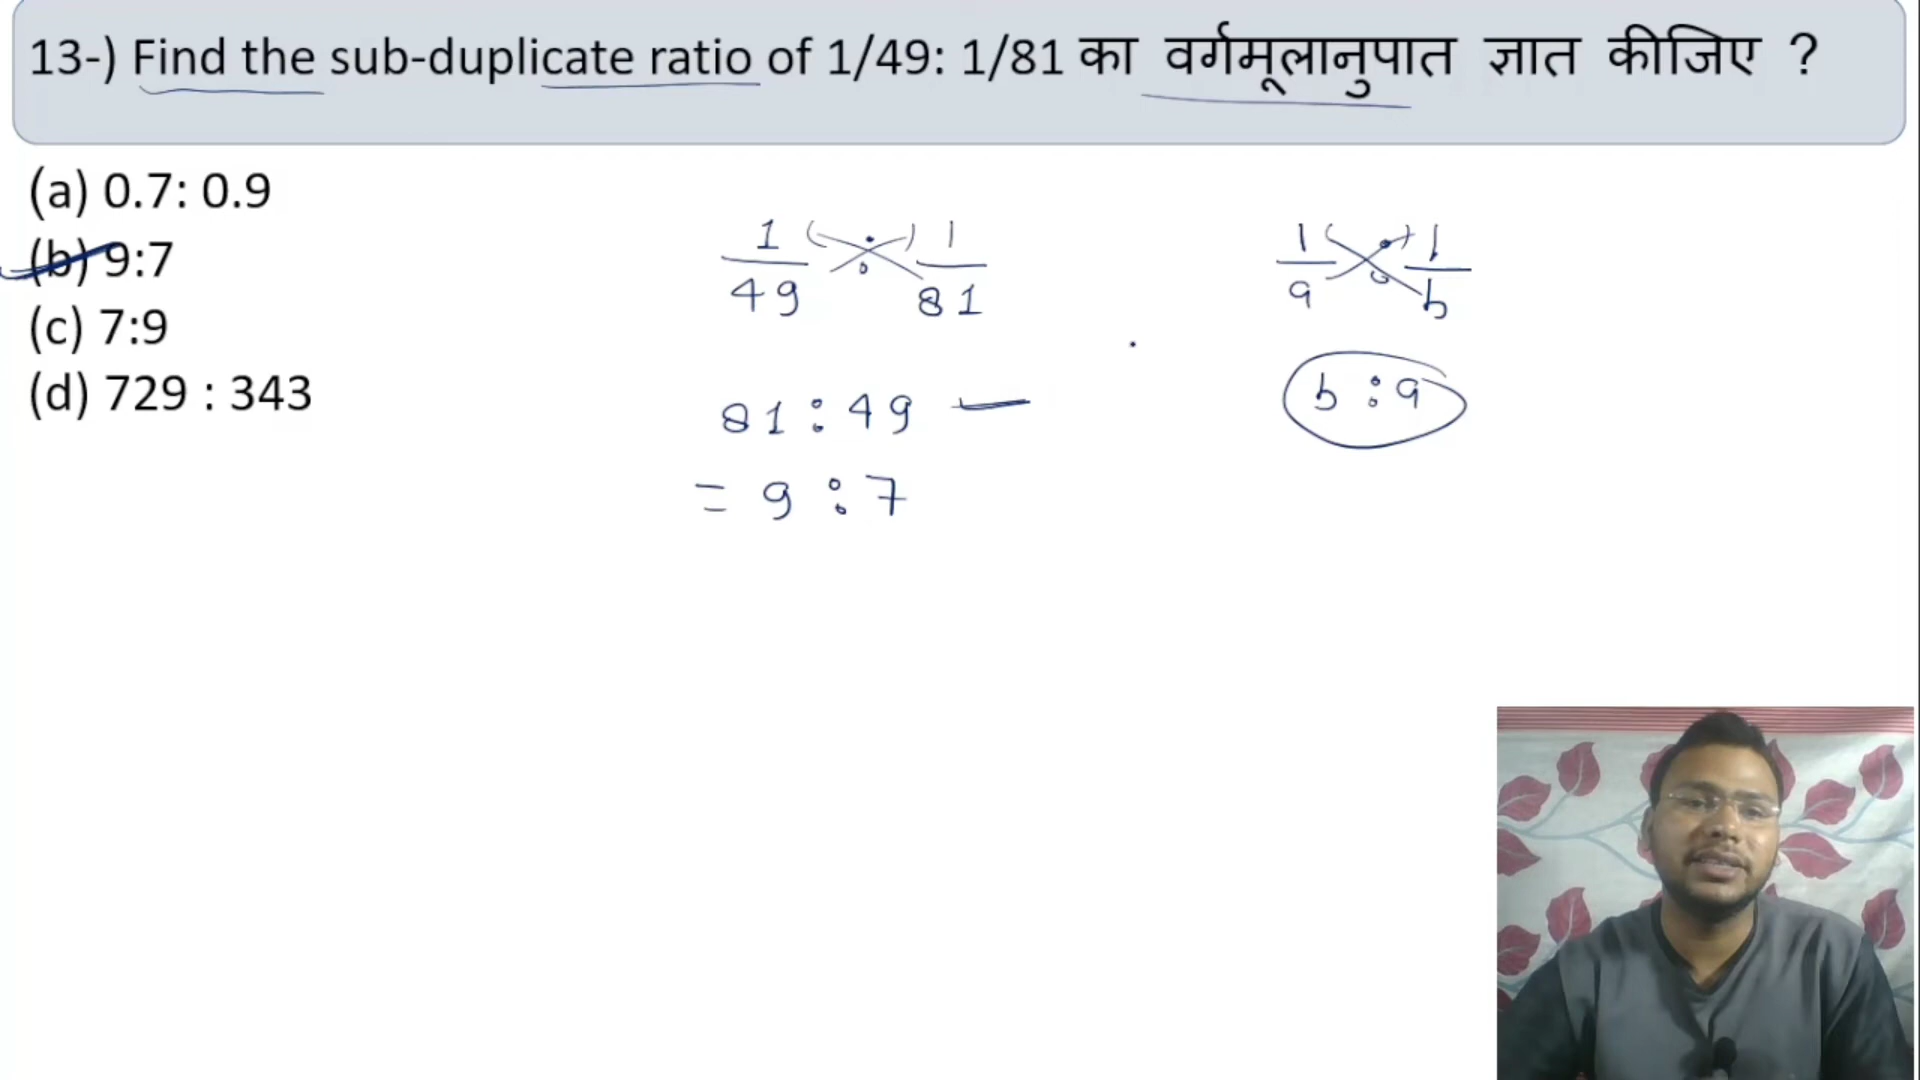 13-) Find the sub-duplicate ratio of 1/49: 1/81 का वर्गमूलानुपात ज्ञात कीजिए ?
(a) 0.7: 0.9
(b) 9:7
(c) 7:9
(d) 729 : 343
1/49 : 1/81
81 : 49
= 9 : 7
1/a : 1/b
b : a